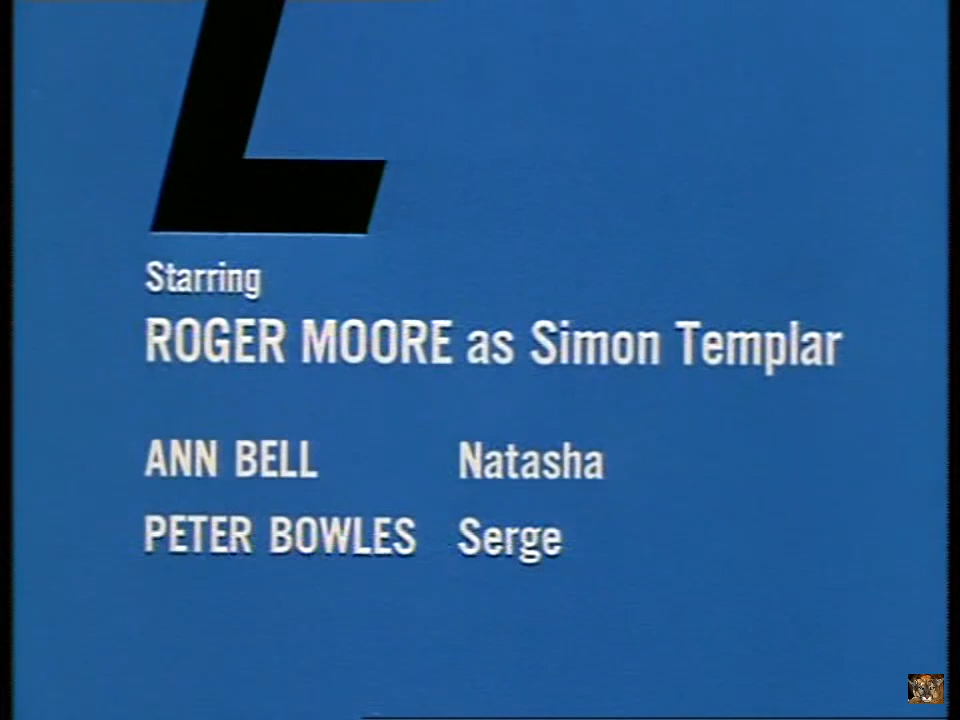 Starring
ROGER MOORE as Simon Templar
ANN BELL Natasha
PETER BOWLES Serge